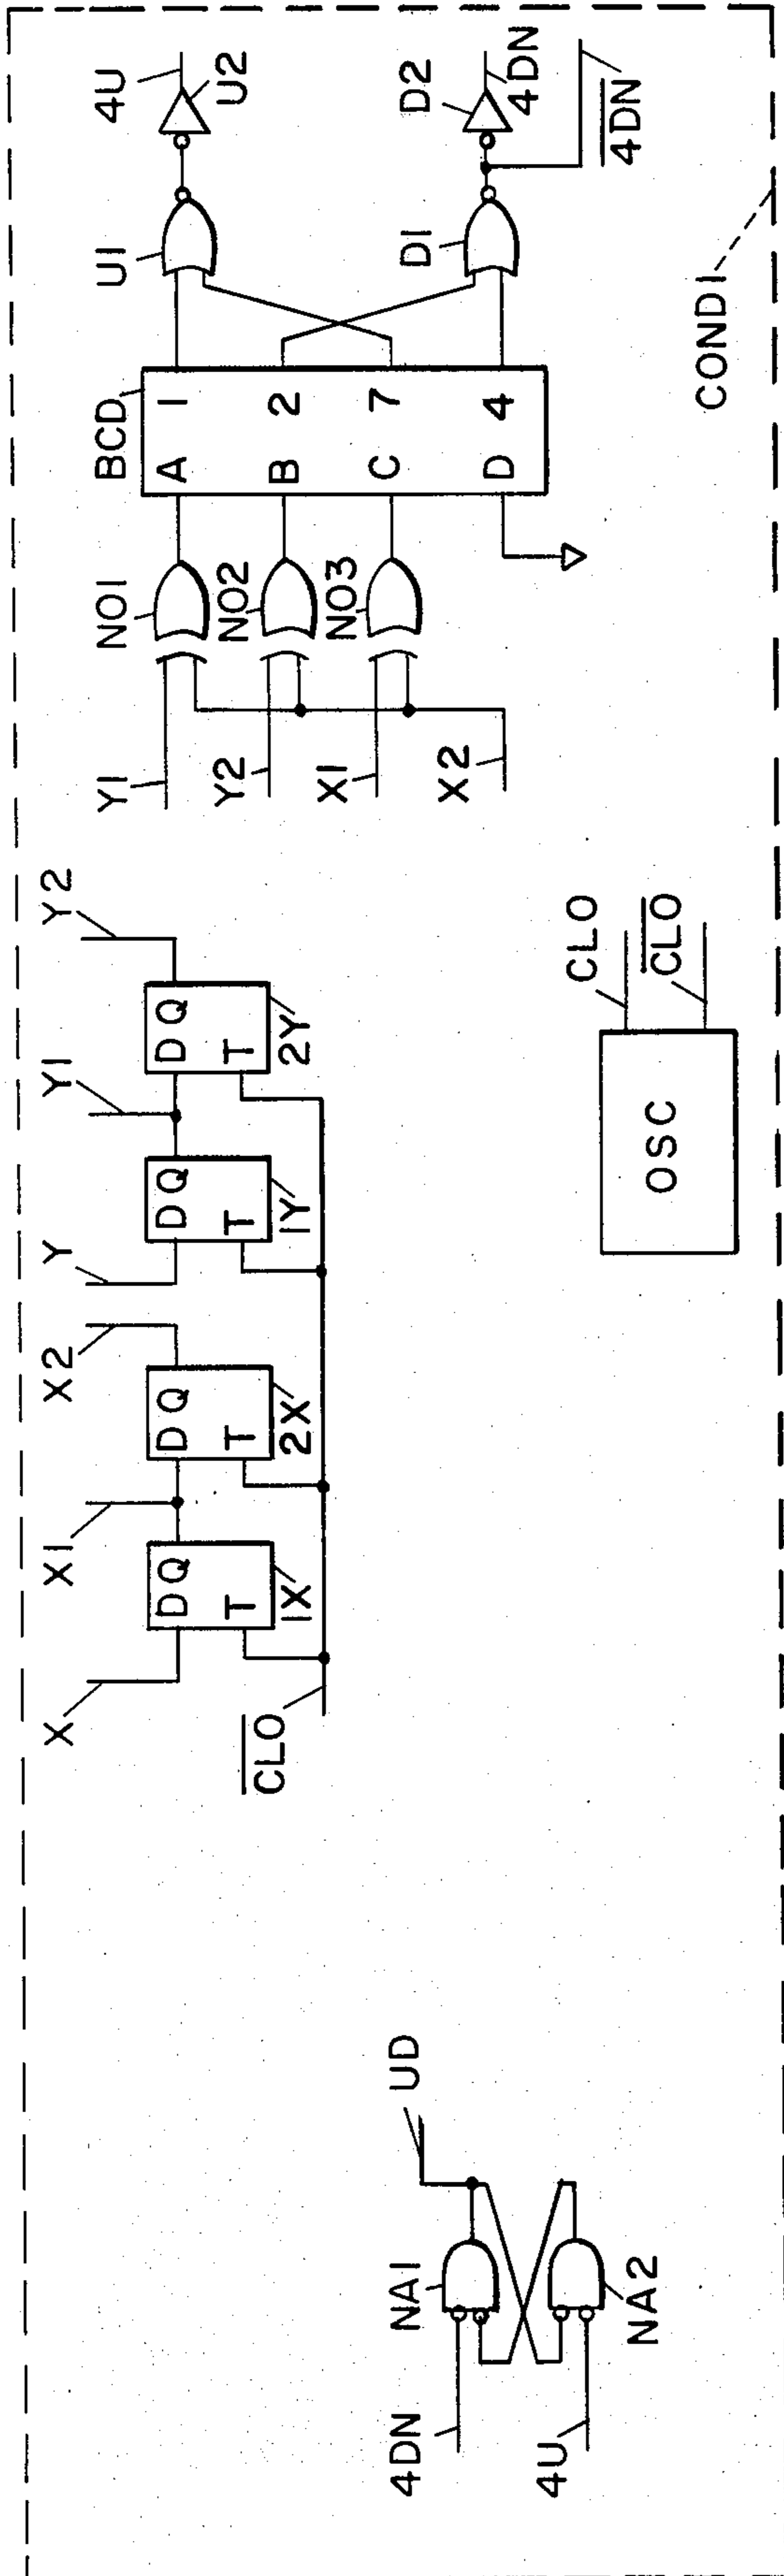 4U
U2
U1
D2
4DN
4DN
D1
BCD
A 1
B 2
C 7
D 4
NO1
NO2
NO3
Y1
Y2
X1
X2
COND1
X
X1
X2
Y
Y1
Y2
D Q
T
1X
D Q
T
2X
D Q
T
1Y
D Q
T
2Y
CLO
OSC
CLO
CLO
4DN
4U
NA1
NA2
UD